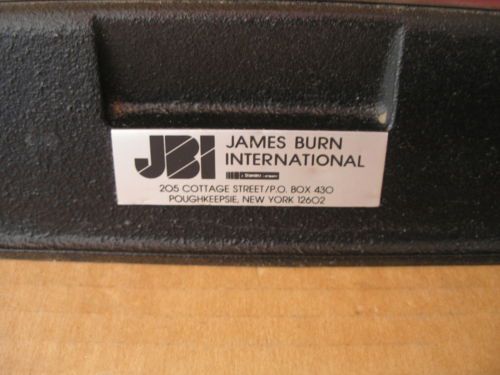 JBI
JAMES BURN
INTERNATIONAL
205 COTTAGE STREET/P.O. BOX 430
POUGHKEEPSIE, NEW YORK 12602